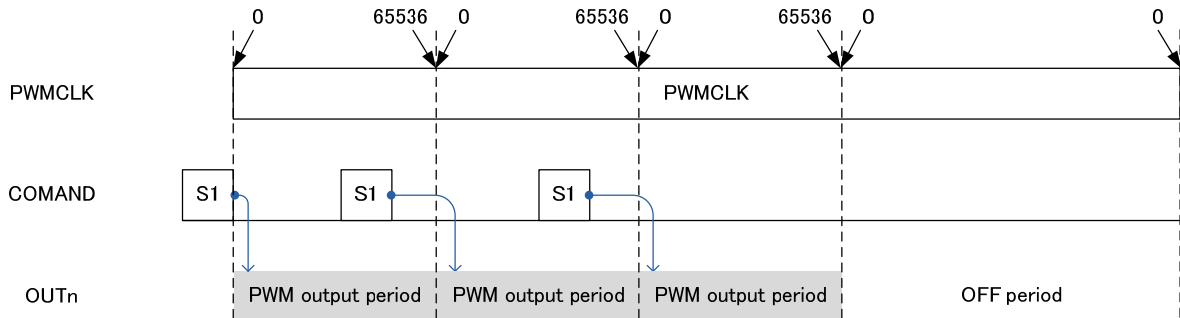 0 65536 0 65536 0 65536 0 0
PWMCLK PWMCLK
COMAND S1 S1 S1
OUTn PWM output period PWM output period PWM output period OFF period